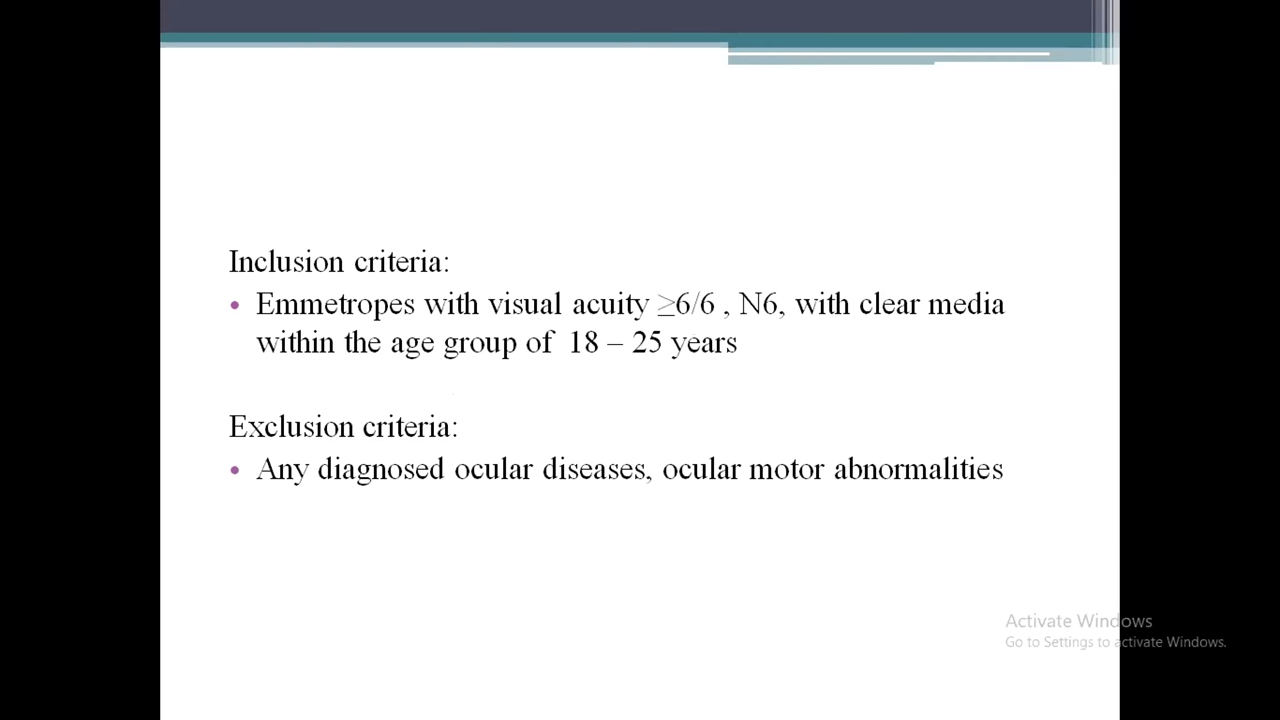 Inclusion criteria:
• Emmetropes with visual acuity ≥6/6 , N6, with clear media
within the age group of 18 – 25 years
Exclusion criteria:
• Any diagnosed ocular diseases, ocular motor abnormalities
Activate Windows
Go to Settings to activate Windows.